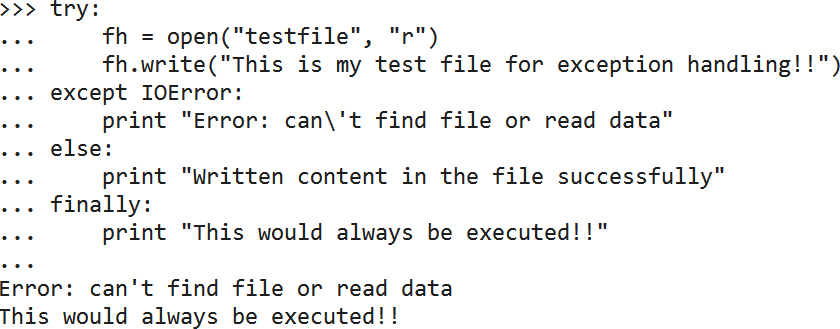 >>> try:
...     fh = open("testfile", "r")
...     fh.write("This is my test file for exception handling!!")
... except IOError:
...     print "Error: can\'t find file or read data"
... else:
...     print "Written content in the file successfully"
... finally:
...     print "This would always be executed!!"
...
Error: can't find file or read data
This would always be executed!!